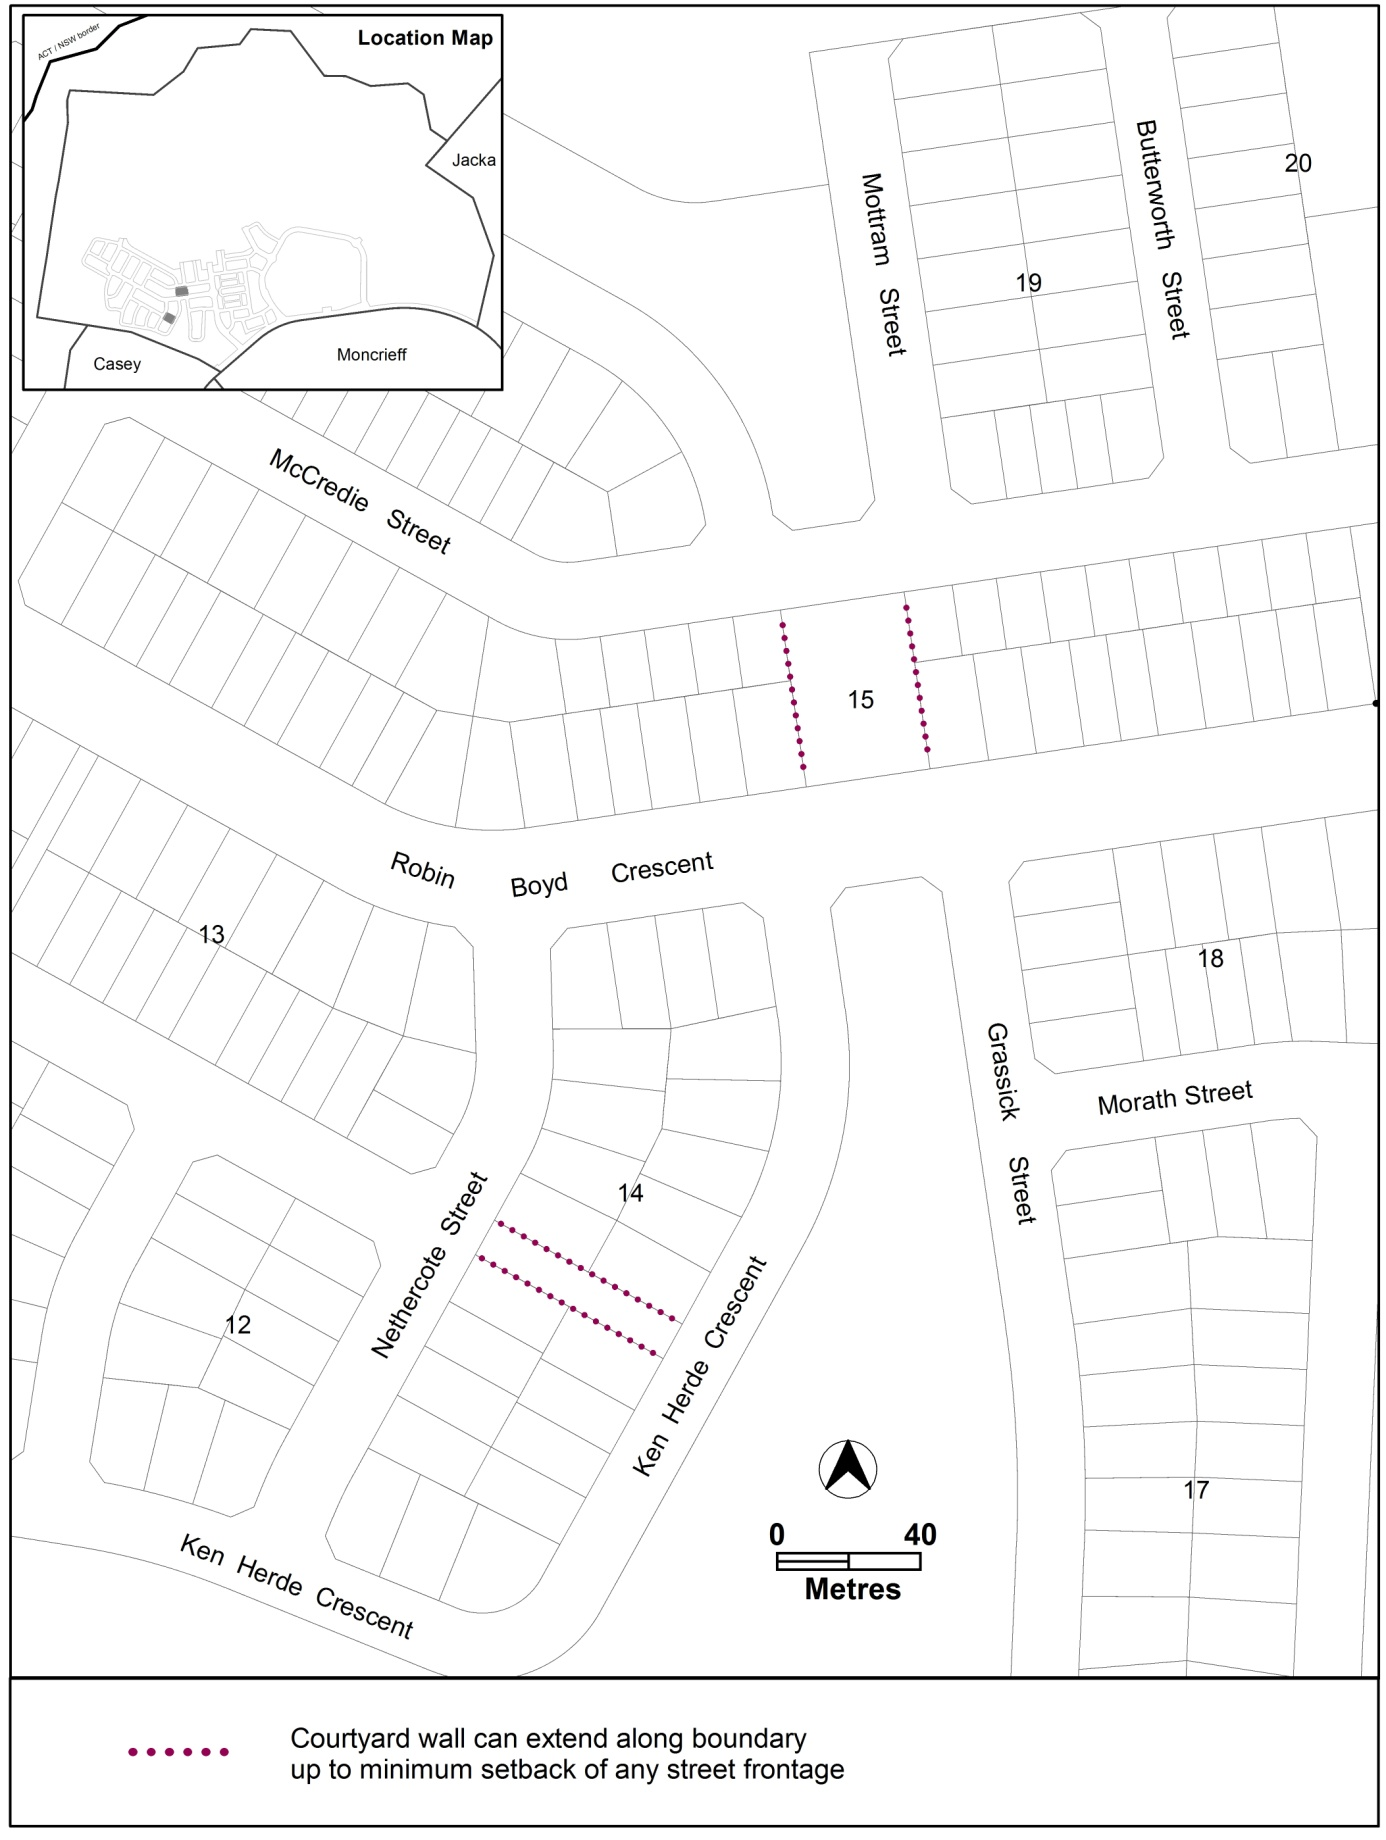 ACT / NSW border
Location Map
Jacka
Casey
Moncrieff
Mottram Street
Butterworth Street
20
19
McCredie Street
15
Robin Boyd Crescent
13
18
Grassick Street
Morath Street
14
Nethercote Street
12
Ken Herde Crescent
17
0 40
Metres
Ken Herde Crescent
Courtyard wall can extend along boundary
up to minimum setback of any street frontage